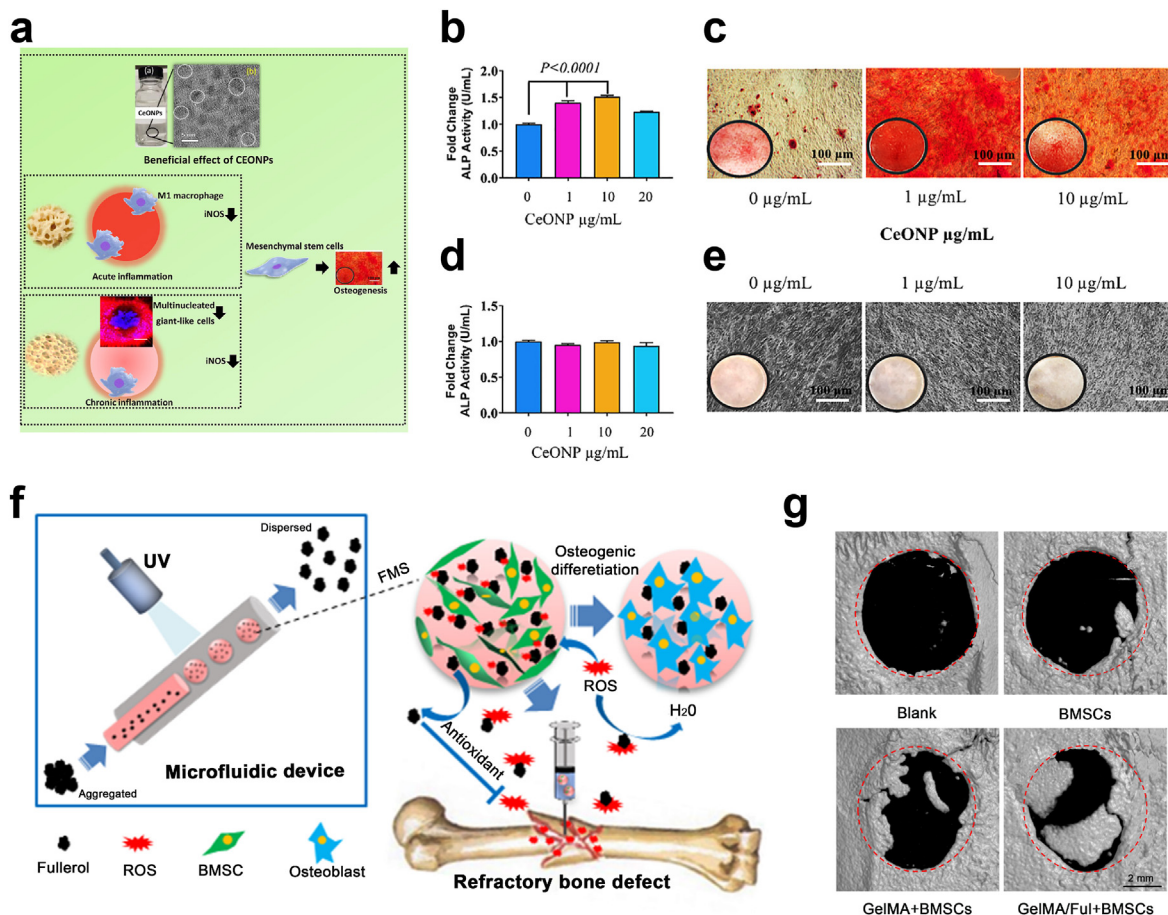 a
(a)
(b)
CeONPs
5 nm
Beneficial effect of CEONPs
M1 macrophage
iNOS
Acute inflammation
Mesenchymal stem cells
Osteogenesis
Multinucleated
giant-like cells
iNOS
Chronic inflammation
b
P<0.0001
Fold Change
ALP Activity (U/mL)
2.0
1.5
1.0
0.5
0.0
0 1 10 20
CeONP µg/mL
c
100 µm
100 µm
100 µm
0 µg/mL
1 µg/mL
10 µg/mL
CeONP µg/mL
d
Fold Change
ALP Activity (U/mL)
1.5
1.0
0.5
0.0
0 1 10 20
CeONP µg/mL
e
0 µg/mL
1 µg/mL
10 µg/mL
100 µm
100 µm
100 µm
f
UV
Dispersed
FMS
Aggregated
Microfluidic device
Osteogenic
differetiation
ROS
H20
Antioxidant
Refractory bone defect
Fullerol
ROS
BMSC
Osteoblast
g
Blank
BMSCs
GelMA+BMSCs
2 mm
GelMA/Ful+BMSCs